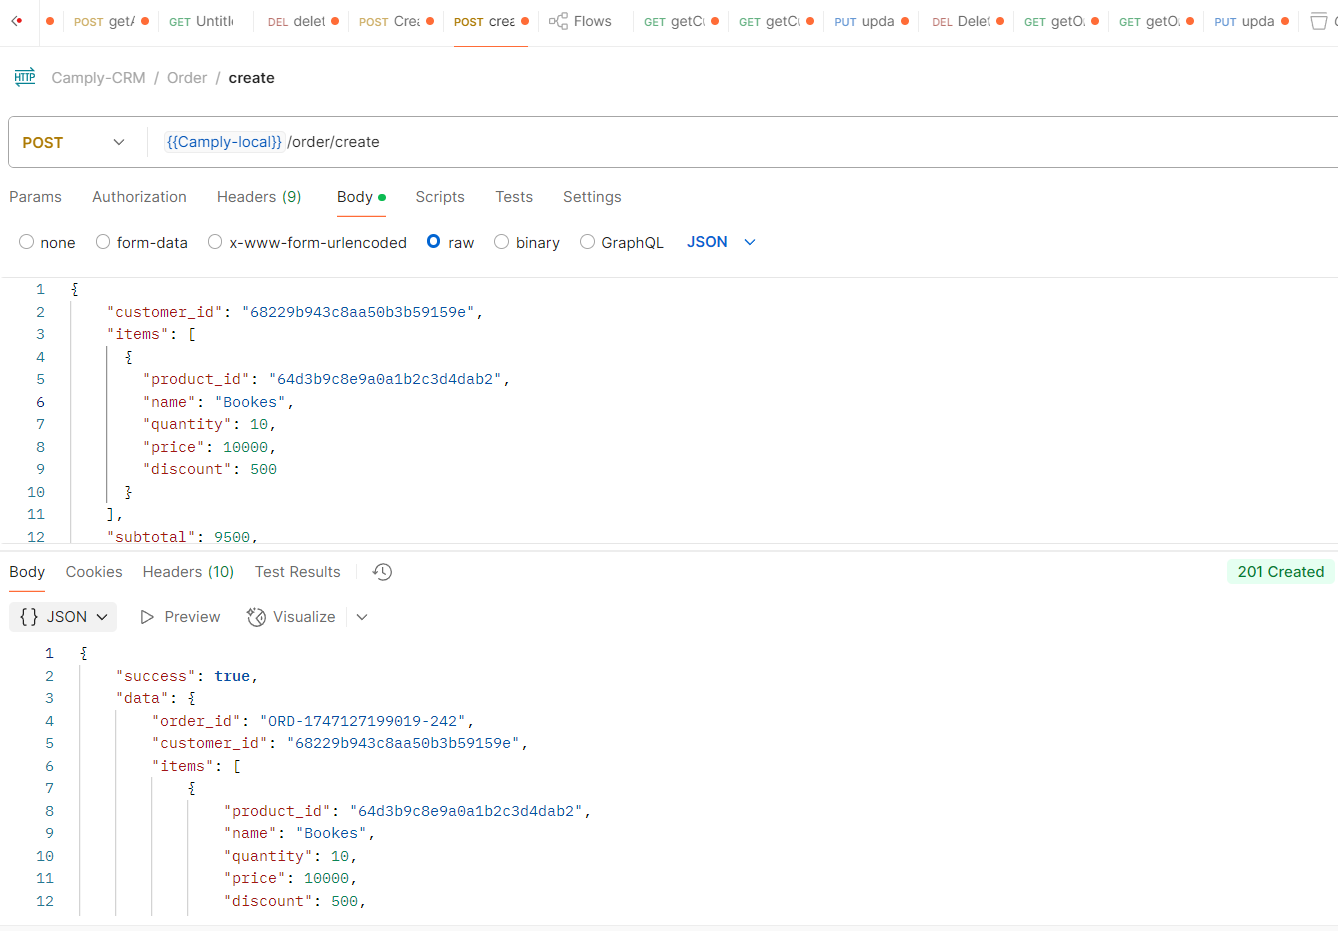 POST getA GET Untitl DEL delet POST Crea POST crea Flows GET getCu GET getCu PUT upda DEL Delet GET getO GET getO PUT upda
HTTP Camply-CRM / Order / create
POST {{Camply-local}} /order/create
Params Authorization Headers (9) Body Scripts Tests Settings
none form-data x-www-form-urlencoded raw binary GraphQL JSON
1 {
2 "customer_id": "68229b943c8aa50b3b59159e",
3 "items": [
4 {
5 "product_id": "64d3b9c8e9a0a1b2c3d4dab2",
6 "name": "Bookes",
7 "quantity": 10,
8 "price": 10000,
9 "discount": 500
10 }
11 ],
12 "subtotal": 9500,
Body Cookies Headers (10) Test Results 201 Created
{} JSON Preview Visualize
1 {
2 "success": true,
3 "data": {
4 "order_id": "ORD-1747127199019-242",
5 "customer_id": "68229b943c8aa50b3b59159e",
6 "items": [
7 {
8 "product_id": "64d3b9c8e9a0a1b2c3d4dab2",
9 "name": "Bookes",
10 "quantity": 10,
11 "price": 10000,
12 "discount": 500,